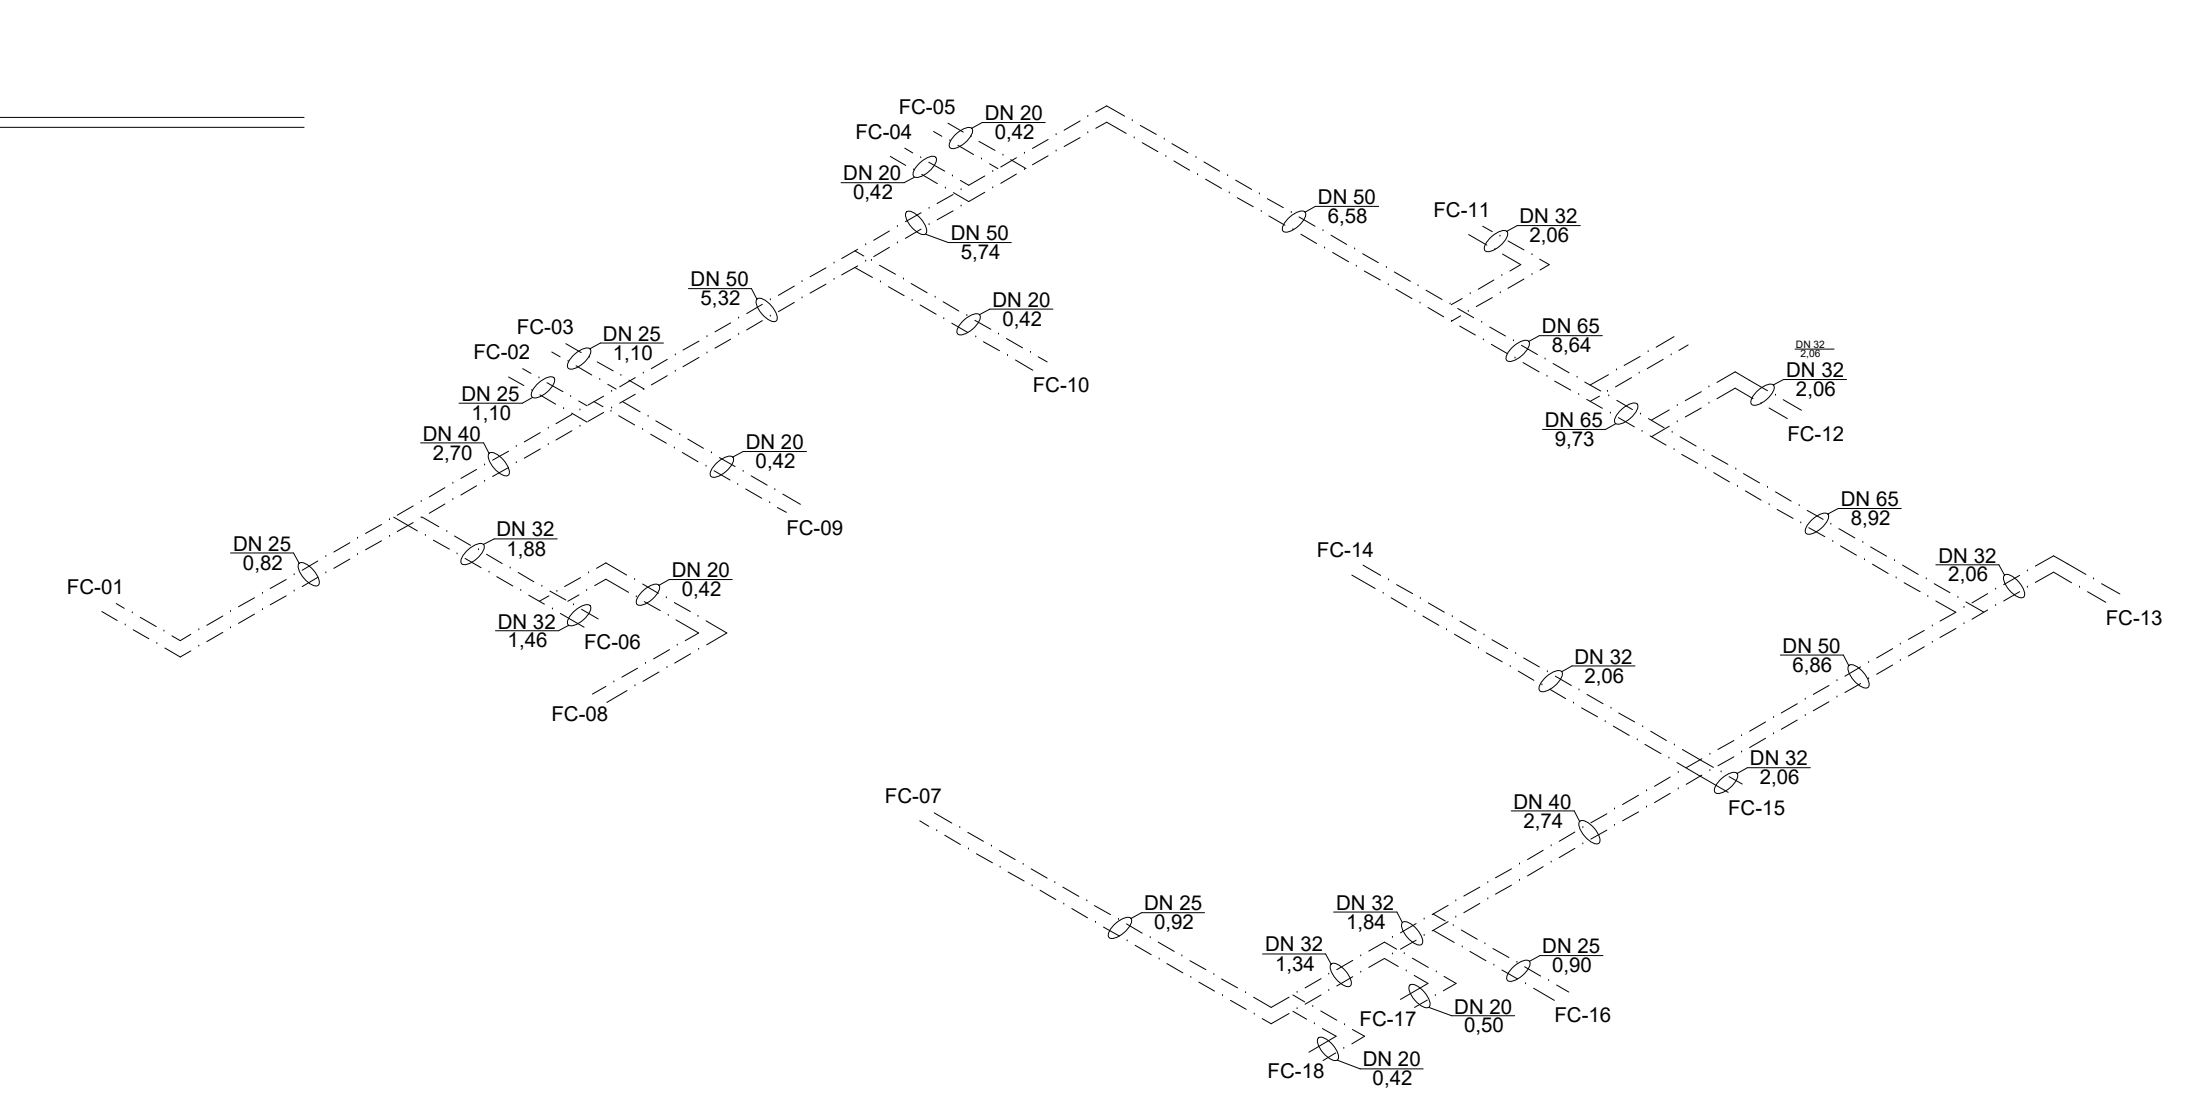 FC-05
DN 20
0,42
FC-04
DN 20
0,42
DN 50
5,74
DN 50
5,32
DN 20
0,42
FC-10
FC-03
DN 25
1,10
FC-02
DN 25
1,10
DN 40
2,70
DN 20
0,42
FC-09
DN 32
1,88
DN 25
0,82
FC-01
DN 20
0,42
DN 32
1,46
FC-06
FC-08
DN 50
6,58
FC-11
DN 32
2,06
DN 65
8,64
DN 32
2,06
DN 32
2,06
FC-12
DN 65
9,73
DN 65
8,92
DN 32
2,06
FC-13
FC-14
DN 32
2,06
DN 50
6,86
DN 32
2,06
FC-15
DN 40
2,74
FC-07
DN 25
0,92
DN 32
1,84
DN 32
1,34
DN 25
0,90
FC-16
FC-17
DN 20
0,50
FC-18
DN 20
0,42